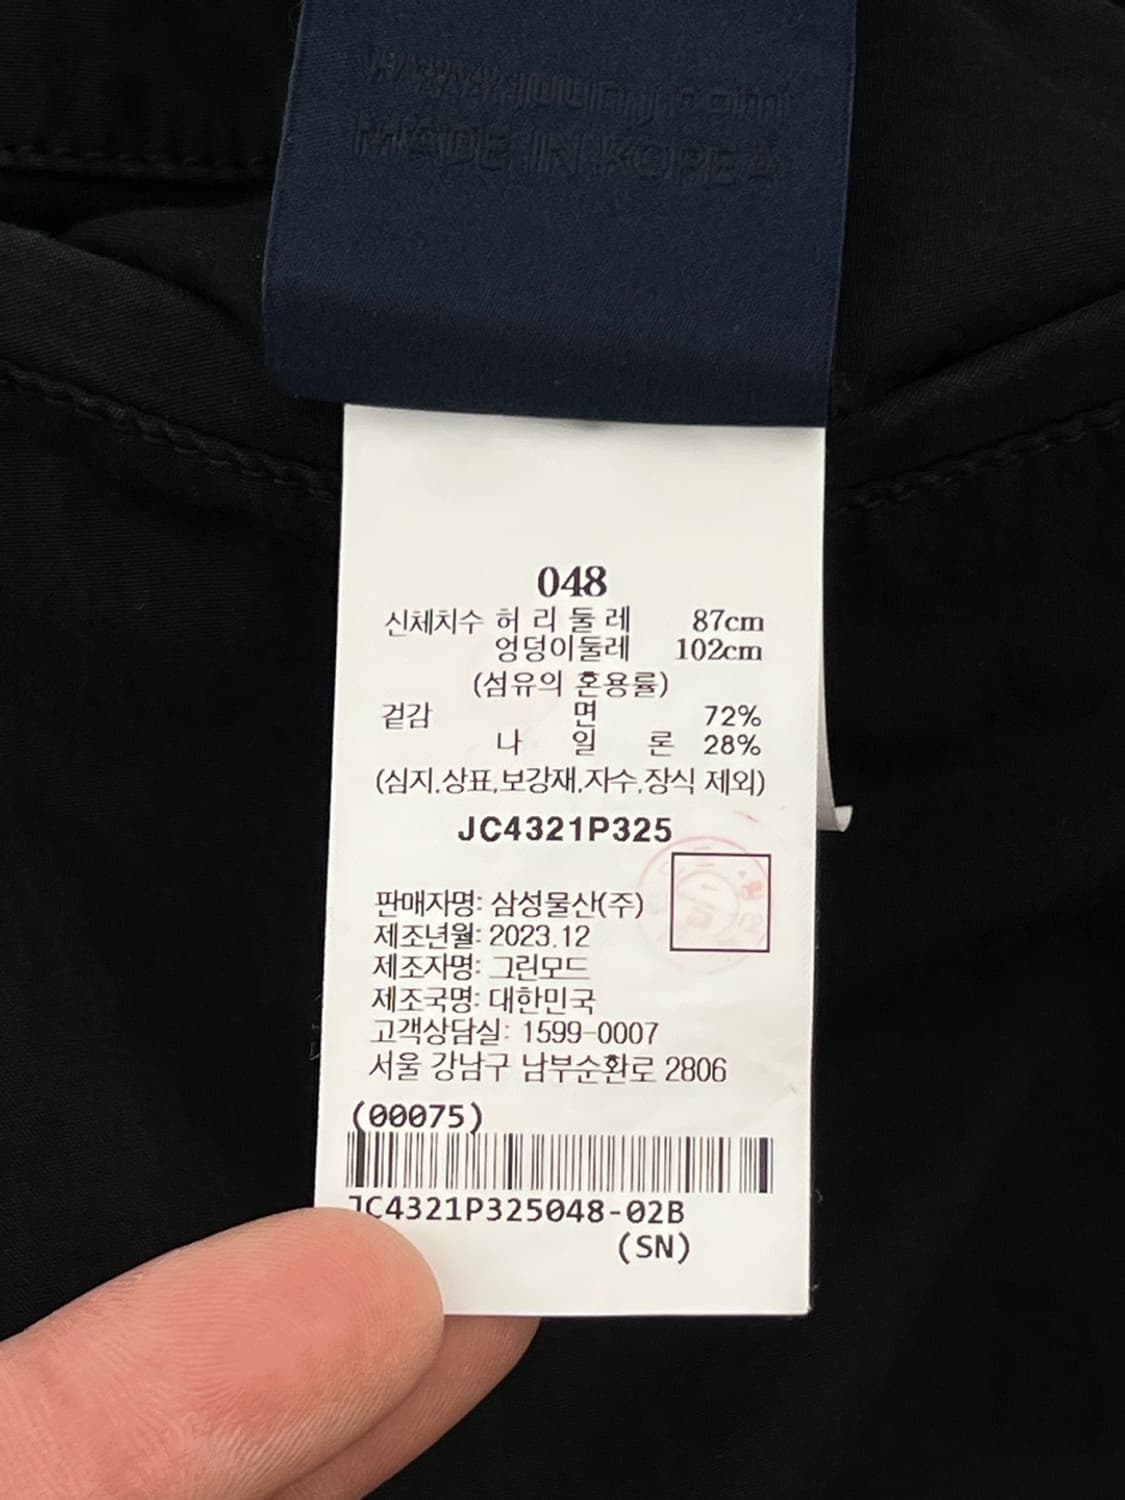 www.juunj.com
MADE IN KOREA
048
신체치수 허 리 둘 레 87cm
엉덩이둘레 102cm
(섬유의 혼용률)
겉감 면 72%
나 일 론 28%
(심지,상표,보강재,자수,장식 제외)
JC4321P325
판매자명: 삼성물산(주)
제조년월: 2023.12
제조자명: 그린모드
제조국명: 대한민국
고객상담실: 1599-0007
서울 강남구 남부순환로 2806
(00075)
JC4321P325048-02B
(SN)